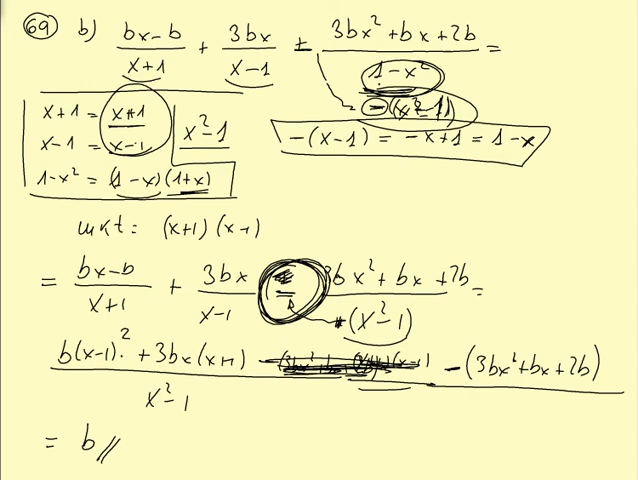 69 b) (bx-b)/(x+1) + (3bx)/(x-1) ± (3bx² + bx + 2b)/(1-x²) =
-(x²-1)
x+1 = x+1
x-1 = x-1
x²-1
1-x² = (1-x)(1+x)
-(x-1) = -x+1 = 1-x
mkt = (x+1)(x-1)
= (bx-b)/(x+1) + (3bx)/(x-1) - (3bx² + bx + 2b)/(x²-1) =
(b(x-1)² + 3bx(x+1) - (3bx²+bx+2b))/(x²-1)
= b//